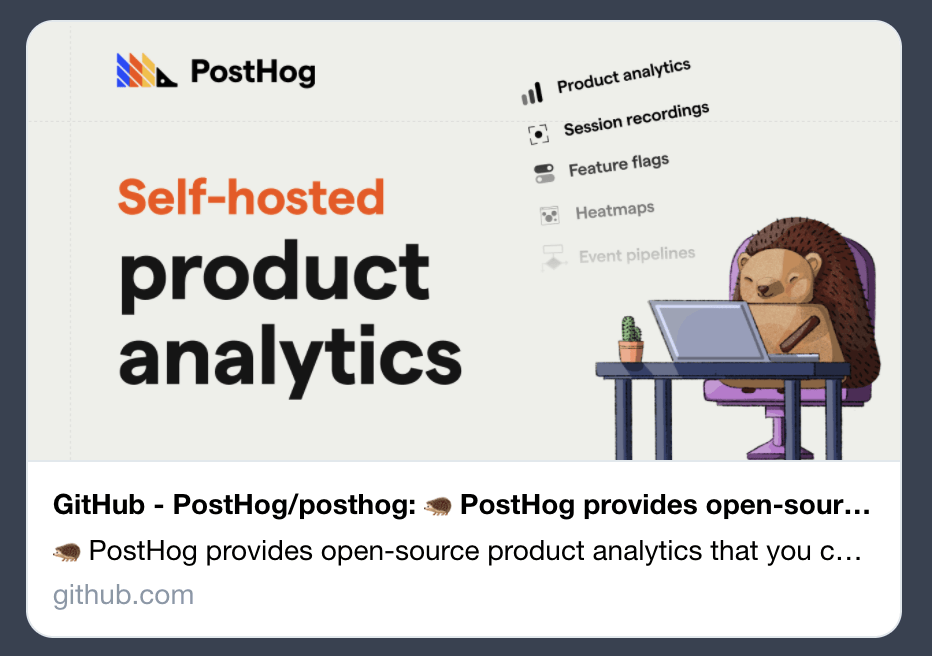 PostHog
Self-hosted
product
analytics
Product analytics
Session recordings
Feature flags
Heatmaps
Event pipelines
GitHub - PostHog/posthog: 🦔 PostHog provides open-sour...
🦔 PostHog provides open-source product analytics that you c...
github.com